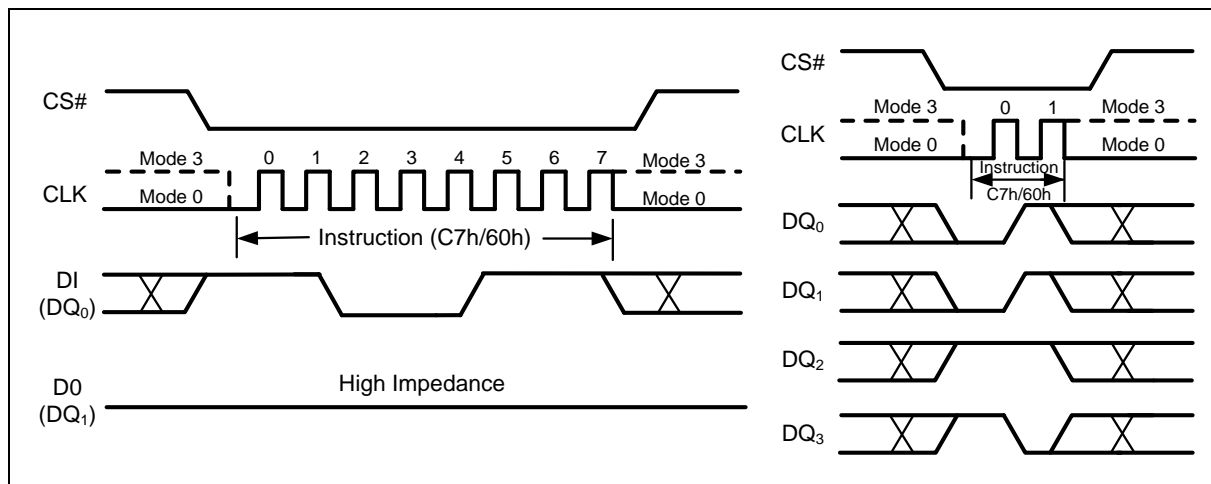 CS#
Mode 3 0 1 2 3 4 5 6 7 Mode 3
CLK
Mode 0 Mode 0
Instruction (C7h/60h)
DI
(DQ0)
High Impedance
D0
(DQ1)
CS#
Mode 3 0 1 Mode 3
CLK
Mode 0 Mode 0
Instruction
C7h/60h
DQ0
DQ1
DQ2
DQ3